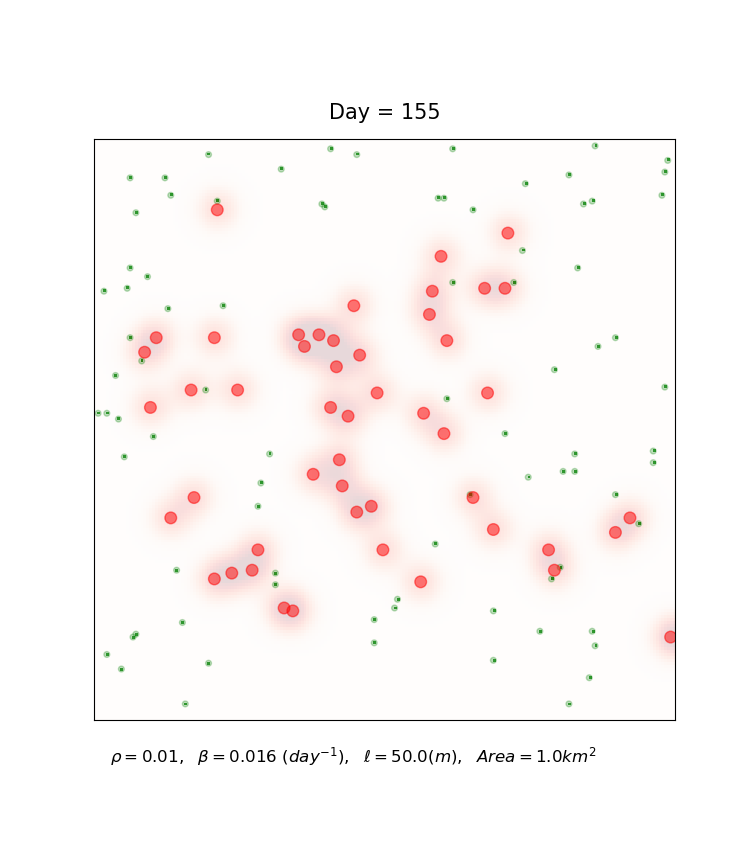 Day = 155
ρ = 0.01, β = 0.016 (day⁻¹), ℓ = 50.0(m), Area = 1.0km²